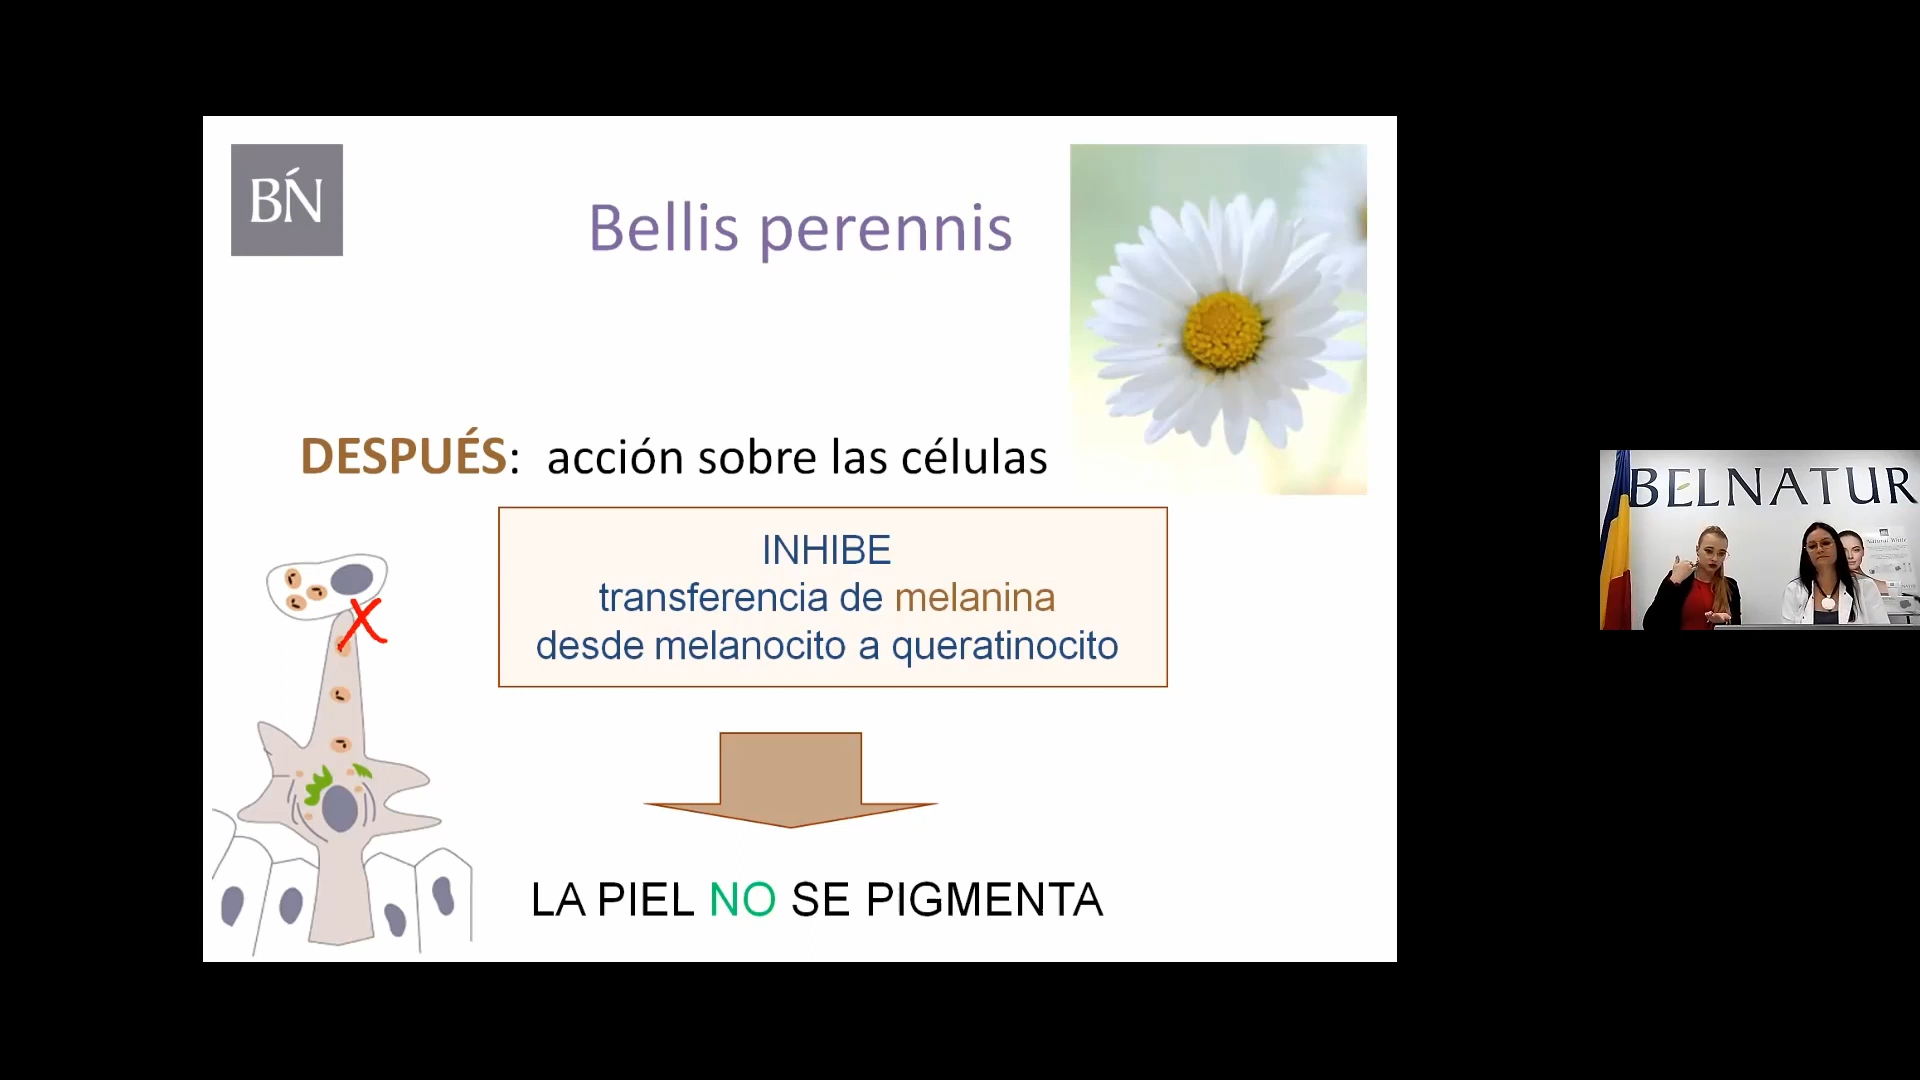 BŃ
Bellis perennis
DESPUÉS: acción sobre las células
INHIBE
transferencia de melanina
desde melanocito a queratinocito
LA PIEL NO SE PIGMENTA
BELNATUR